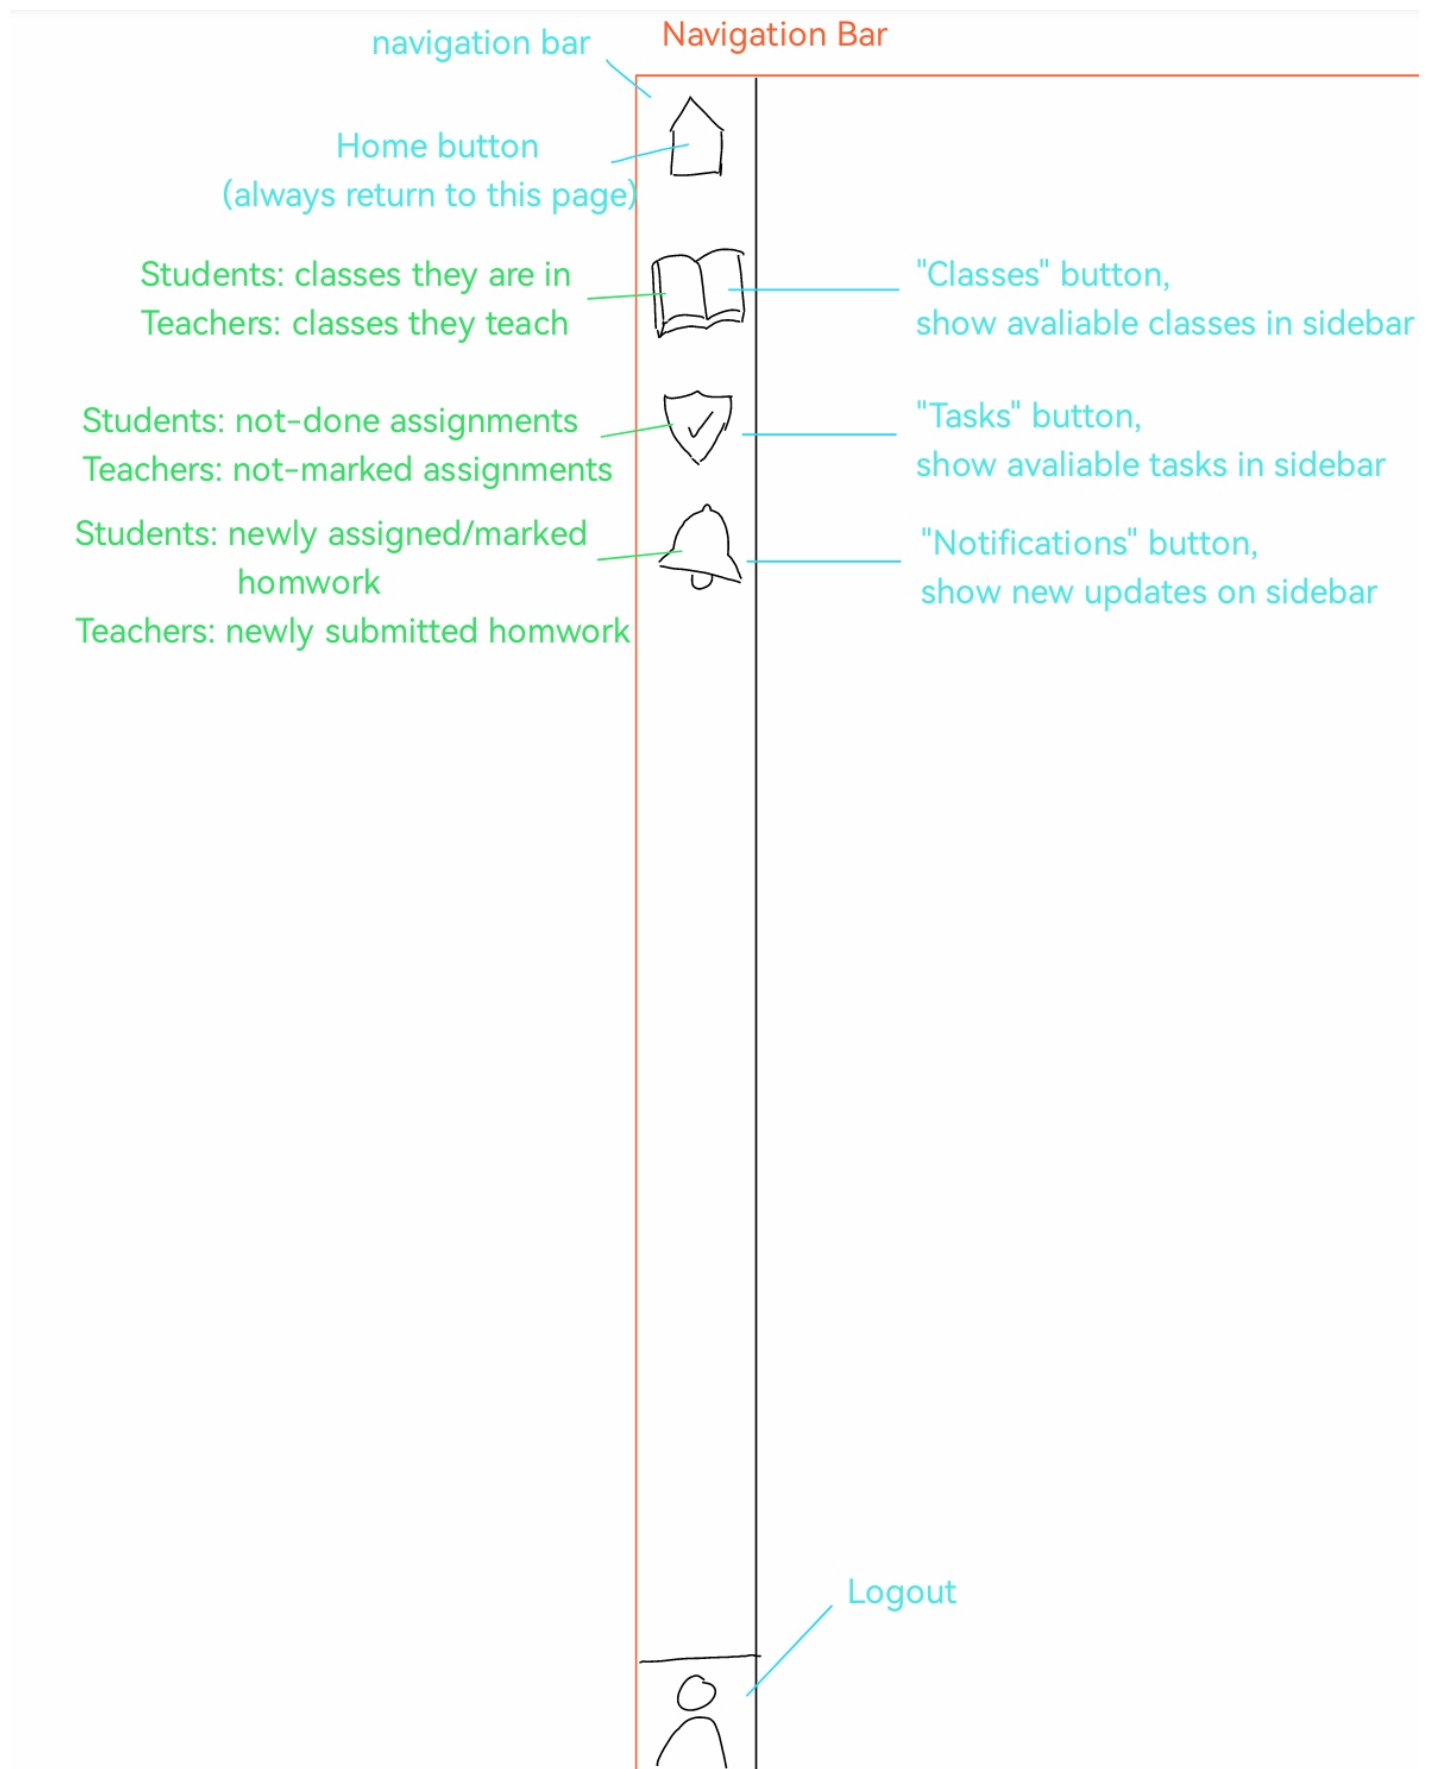 navigation bar
Navigation Bar
Home button
(always return to this page)
Students: classes they are in
Teachers: classes they teach
"Classes" button,
show avaliable classes in sidebar
Students: not-done assignments
Teachers: not-marked assignments
"Tasks" button,
show avaliable tasks in sidebar
Students: newly assigned/marked
homwork
Teachers: newly submitted homwork
"Notifications" button,
show new updates on sidebar
Logout